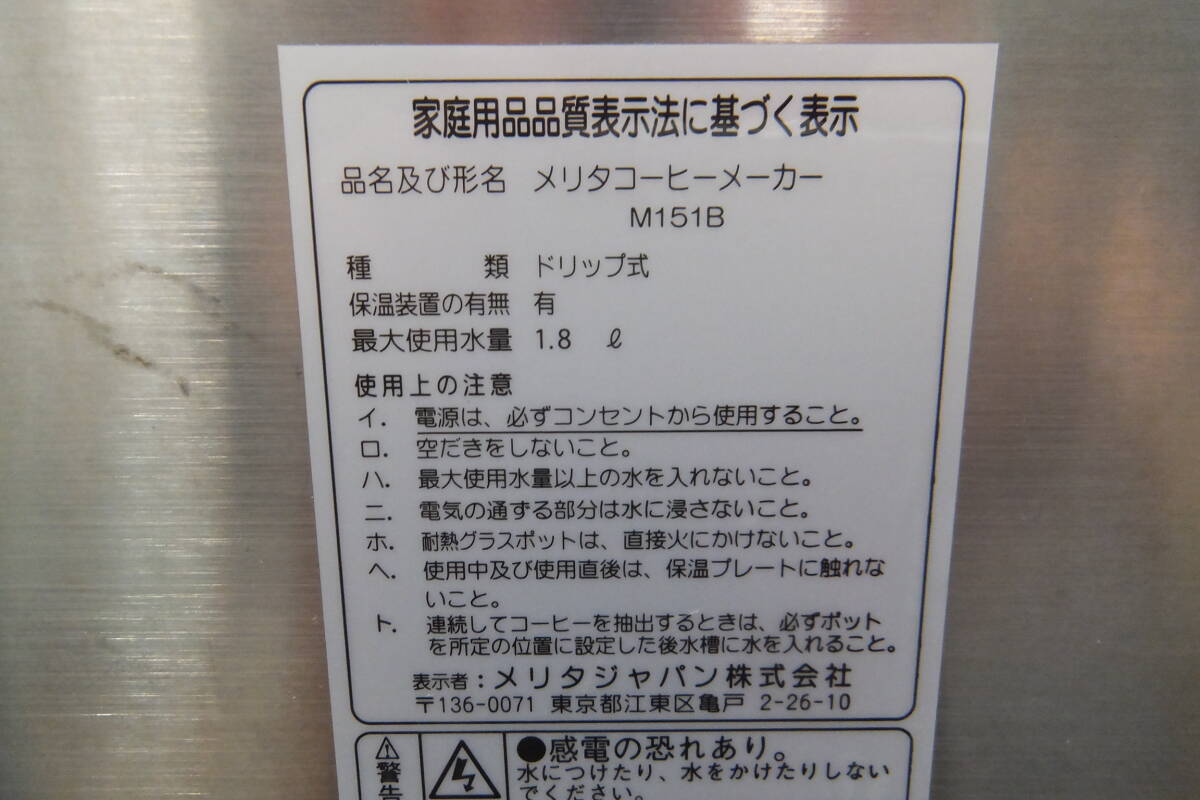 家庭用品品質表示法に基づく表示
品名及び形名 メリタコーヒーメーカー
M151B
種 類 ドリップ式
保温装置の有無 有
最大使用水量 1.8 ℓ
使用上の注意
イ. 電源は、必ずコンセントから使用すること。
ロ. 空だきをしないこと。
ハ. 最大使用水量以上の水を入れないこと。
ニ. 電気の通ずる部分は水に浸さないこと。
ホ. 耐熱グラスポットは、直接火にかけないこと。
ヘ. 使用中及び使用直後は、保温プレートに触れな
いこと。
ト. 連続してコーヒーを抽出するときは、必ずポット
を所定の位置に設定した後水槽に水を入れること。
表示者：メリタジャパン株式会社
〒136-0071 東京都江東区亀戸 2-26-10
⚠警告
●感電の恐れあり。
水につけたり、水をかけたりしない
でください。